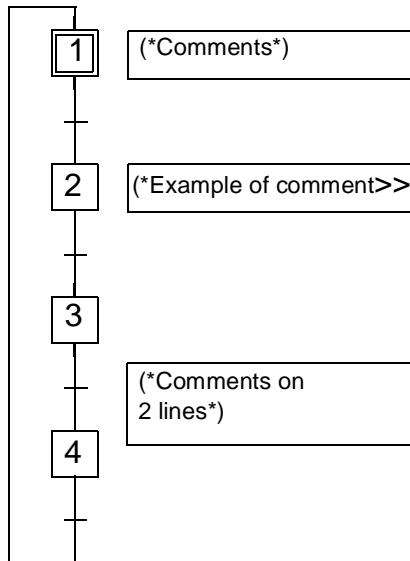 1 (*Comments*)
2 (*Example of comment>>
3
(*Comments on
2 lines*)
4